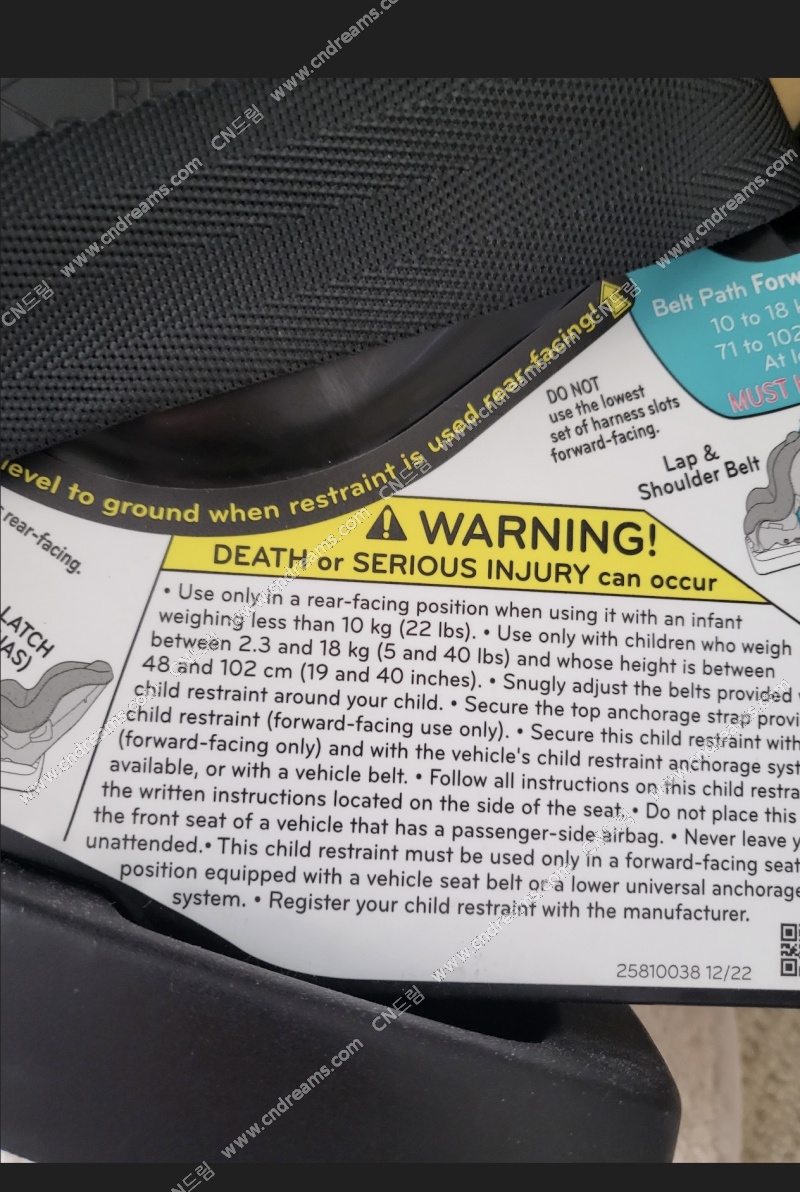 level to ground when restraint is used rear-facing!
Belt Path
10 to 18
71 to 102
At
MUST
DO NOT
use the lowest
set of harness slots
forward-facing.
Lap &
Shoulder Belt
rear-facing.
LATCH
WARNING!
DEATH or SERIOUS INJURY can occur
• Use only in a rear-facing position when using it with an infant
weighing less than 10 kg (22 lbs). • Use only with children who weigh
between 2.3 and 18 kg (5 and 40 lbs) and whose height is between
48 and 102 cm (19 and 40 inches). • Snugly adjust the belts provided
child restraint around your child. • Secure the top anchorage strap
child restraint (forward-facing use only). • Secure this child restraint with
(forward-facing only) and with the vehicle's child restraint anchorage
available, or with a vehicle belt. • Follow all instructions on this child
the written instructions located on the side of the seat. • Do not place this
the front seat of a vehicle that has a passenger-side airbag. • Never leave
unattended.• This child restraint must be used only in a forward-facing
position equipped with a vehicle seat belt or a lower universal anchorage
system. • Register your child restraint with the manufacturer.
25810038 12/22
CN드림 www.cndreams.com